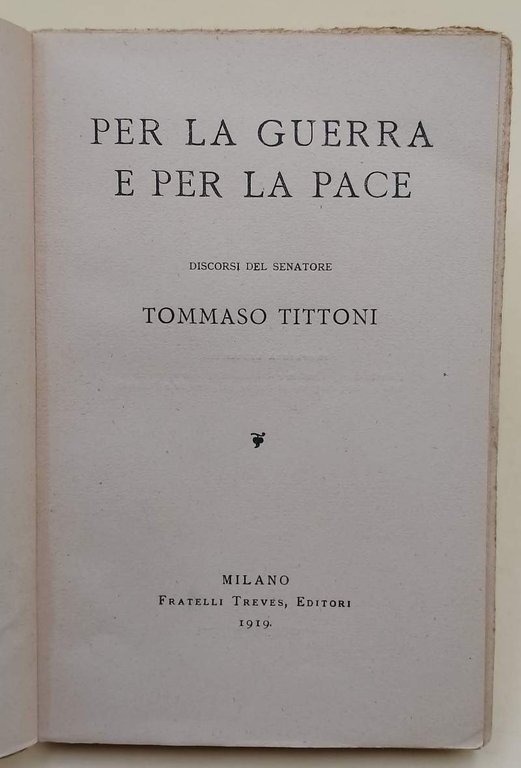 PER LA GUERRA
E PER LA PACE
DISCORSI DEL SENATORE
TOMMASO TITTONI
MILANO
FRATELLI TREVES, EDITORI
1919.